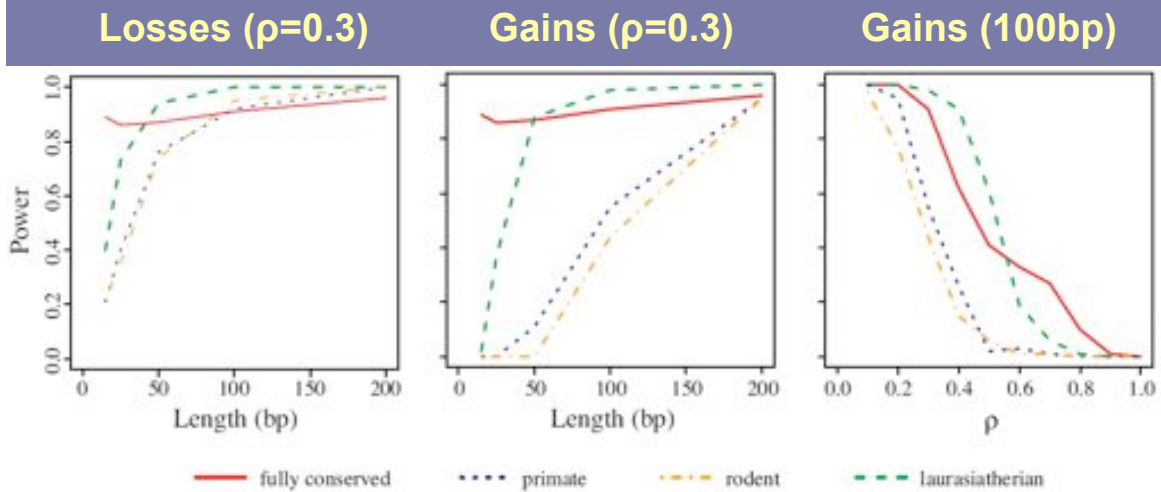 Losses (ρ=0.3) Gains (ρ=0.3) Gains (100bp)
Power
0.0 0.2 0.4 0.6 0.8 1.0
0 50 100 150 200
Length (bp)
0 50 100 150 200
Length (bp)
0.0 0.2 0.4 0.6 0.8 1.0
ρ
fully conserved primate rodent laurasiatherian